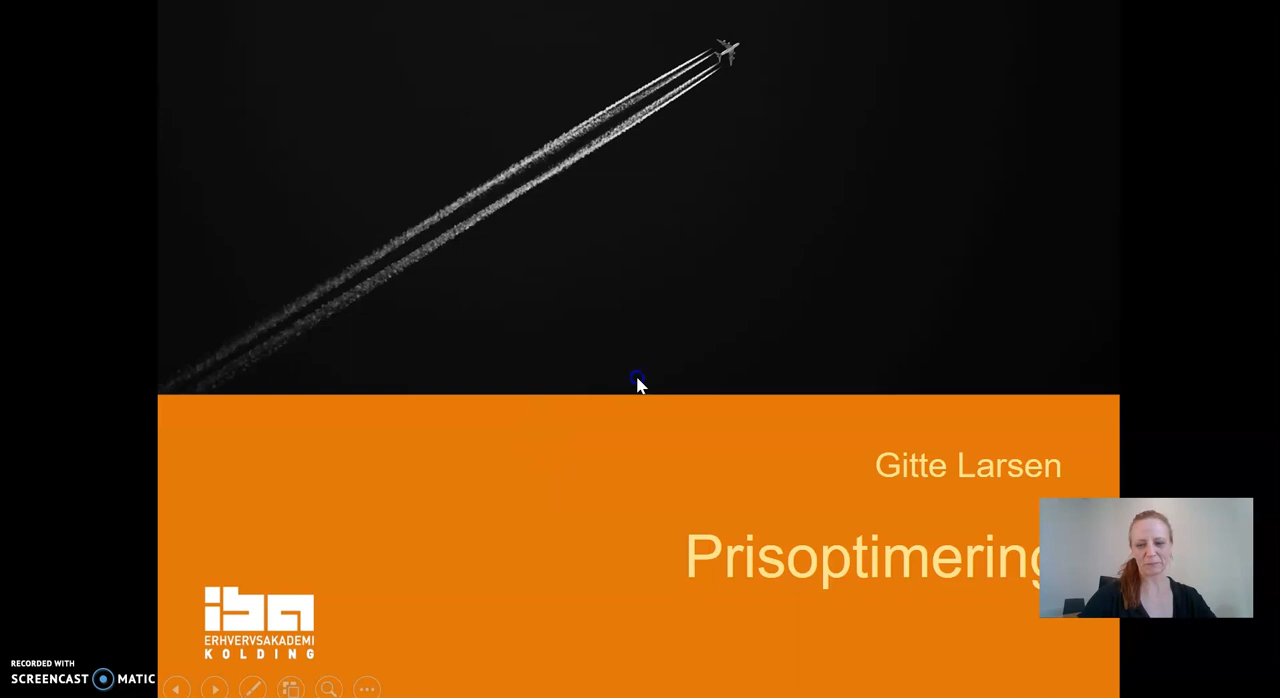 Gitte Larsen
Prisoptimering
iba
ERHVERVSAKADEMI
KOLDING
RECORDED WITH
SCREENCAST MATIC